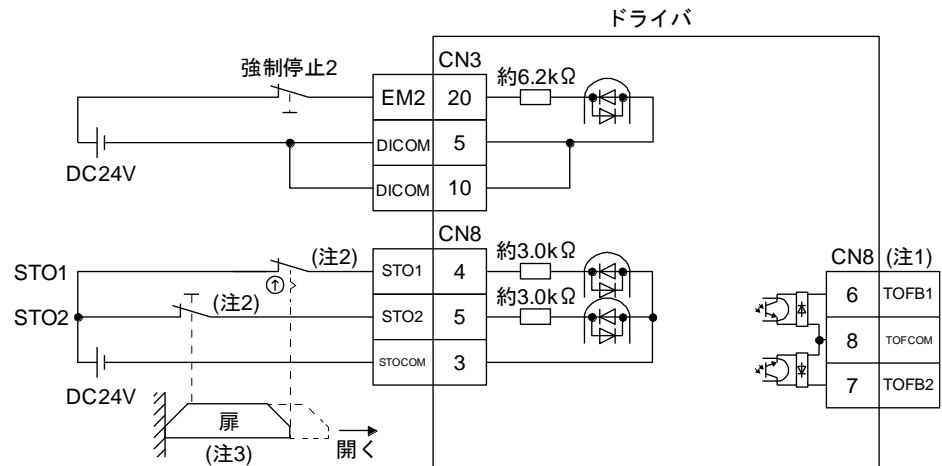 ドライバ
強制停止2
CN3
約6.2kΩ
EM2 20
DICOM 5
DICOM 10
DC24V
CN8
STO1
(注2)
STO1 4
約3.0kΩ
STO2
(注2)
STO2 5
約3.0kΩ
STOCOM 3
DC24V
扉
(注3)
開く
CN8 (注1)
6 TOFB1
8 TOFCOM
7 TOFB2